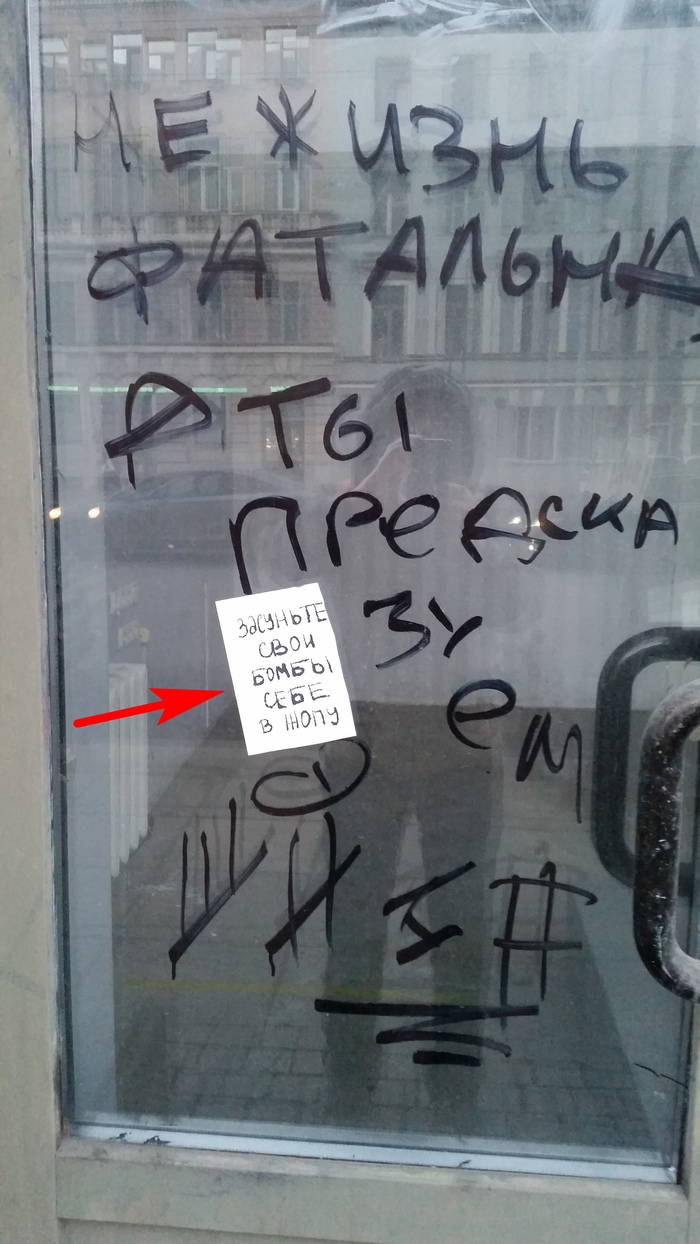 НЕ ЖИЗНЬ
ФАТАЛЬНА
Р ТЫ
ПРЕДСКА
ЗУ
ЕМ
ЗАСУНЬТЕ
СВОИ
БОМБЫ
СЕБЕ
В ЖОПУ